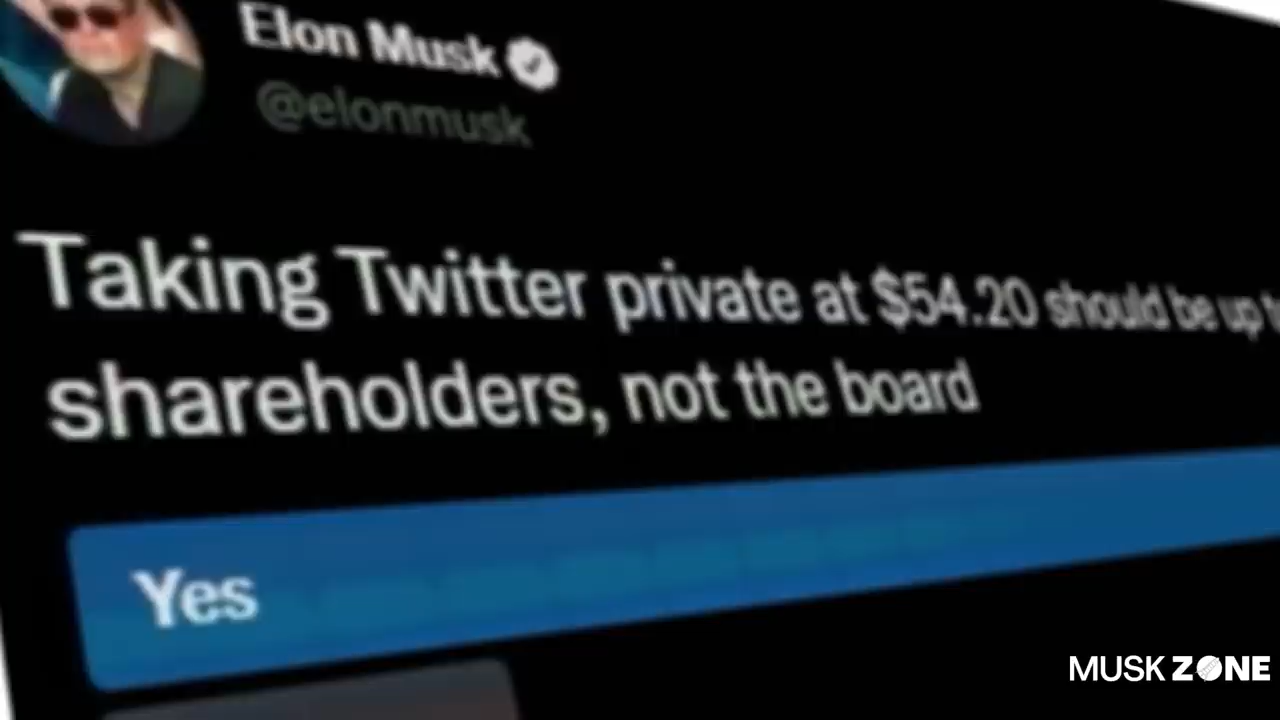 Elon Musk
@elonmusk
Taking Twitter private at $54.20 should be up
shareholders, not the board
Yes
MUSK ZONE